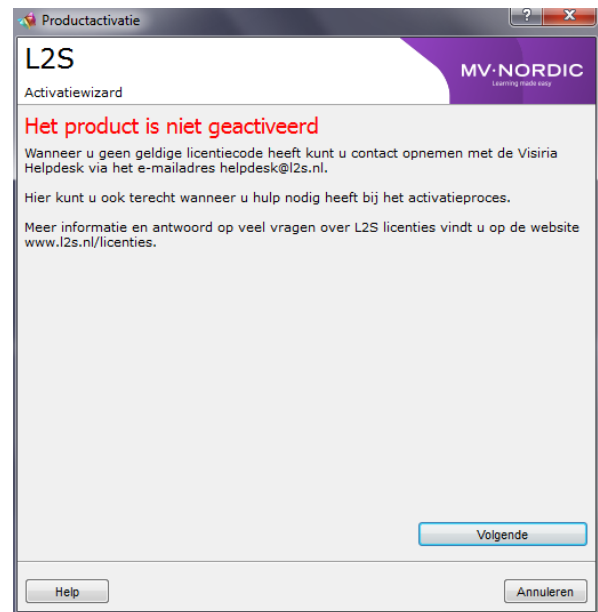 Productactivatie
L2S
Activatiewizard
MV·NORDIC
Learning made easy
Het product is niet geactiveerd
Wanneer u geen geldige licentiecode heeft kunt u contact opnemen met de Visiria
Helpdesk via het e-mailadres helpdesk@l2s.nl.
Hier kunt u ook terecht wanneer u hulp nodig heeft bij het activatieproces.
Meer informatie en antwoord op veel vragen over L2S licenties vindt u op de website
www.l2s.nl/licenties.
Volgende
Help
Annuleren